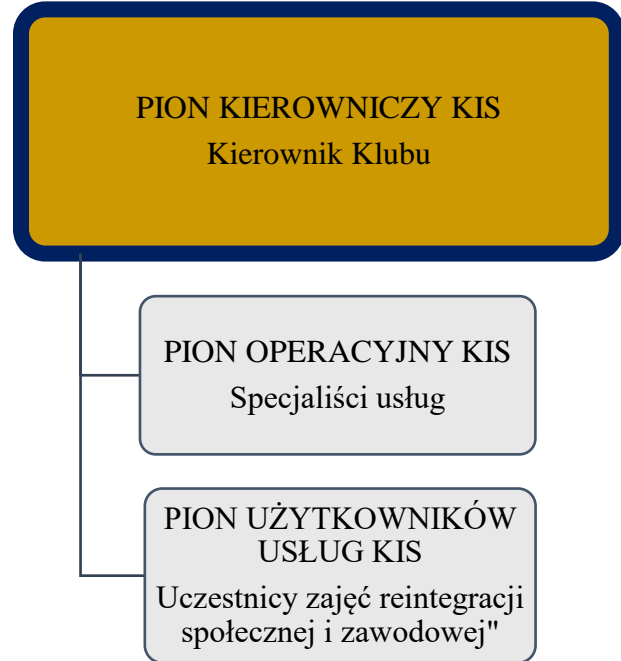 PION KIEROWNICZY KIS
Kierownik Klubu
PION OPERACYJNY KIS
Specjaliści usług
PION UŻYTKOWNIKÓW
USŁUG KIS
Uczestnicy zajęć reintegracji
społecznej i zawodowej"